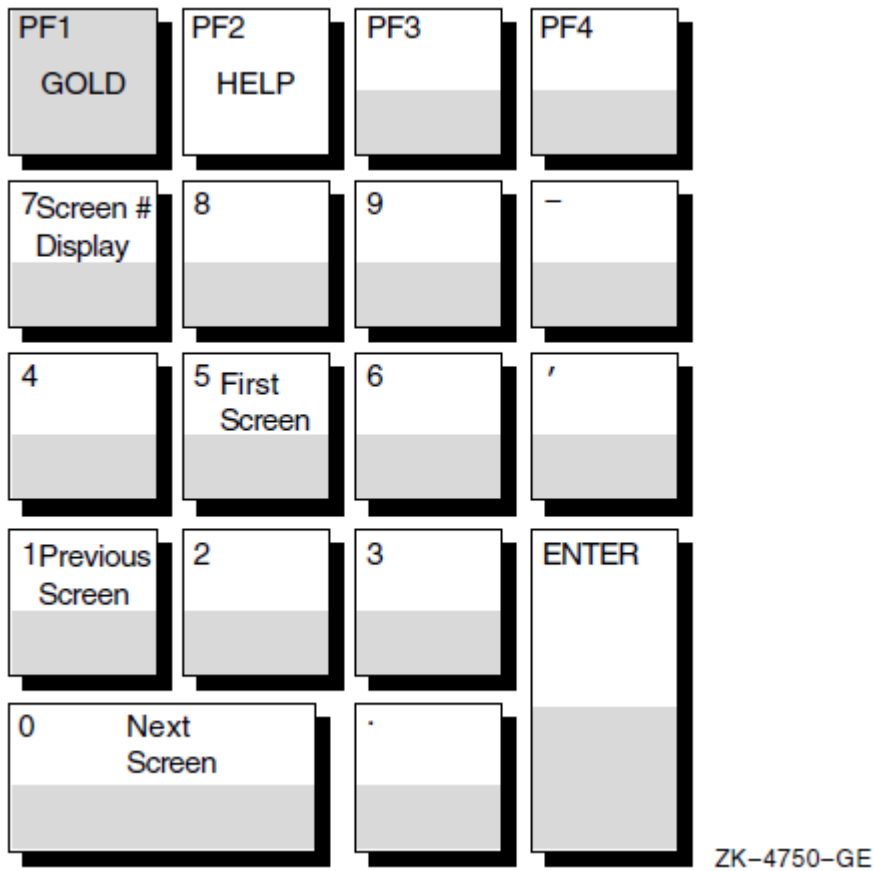 PF1
GOLD
PF2
HELP
PF3
PF4
7Screen #
Display
8
9
–
4
5 First
Screen
6
,
1Previous
Screen
2
3
ENTER
0 Next
Screen
.
ZK–4750–GE